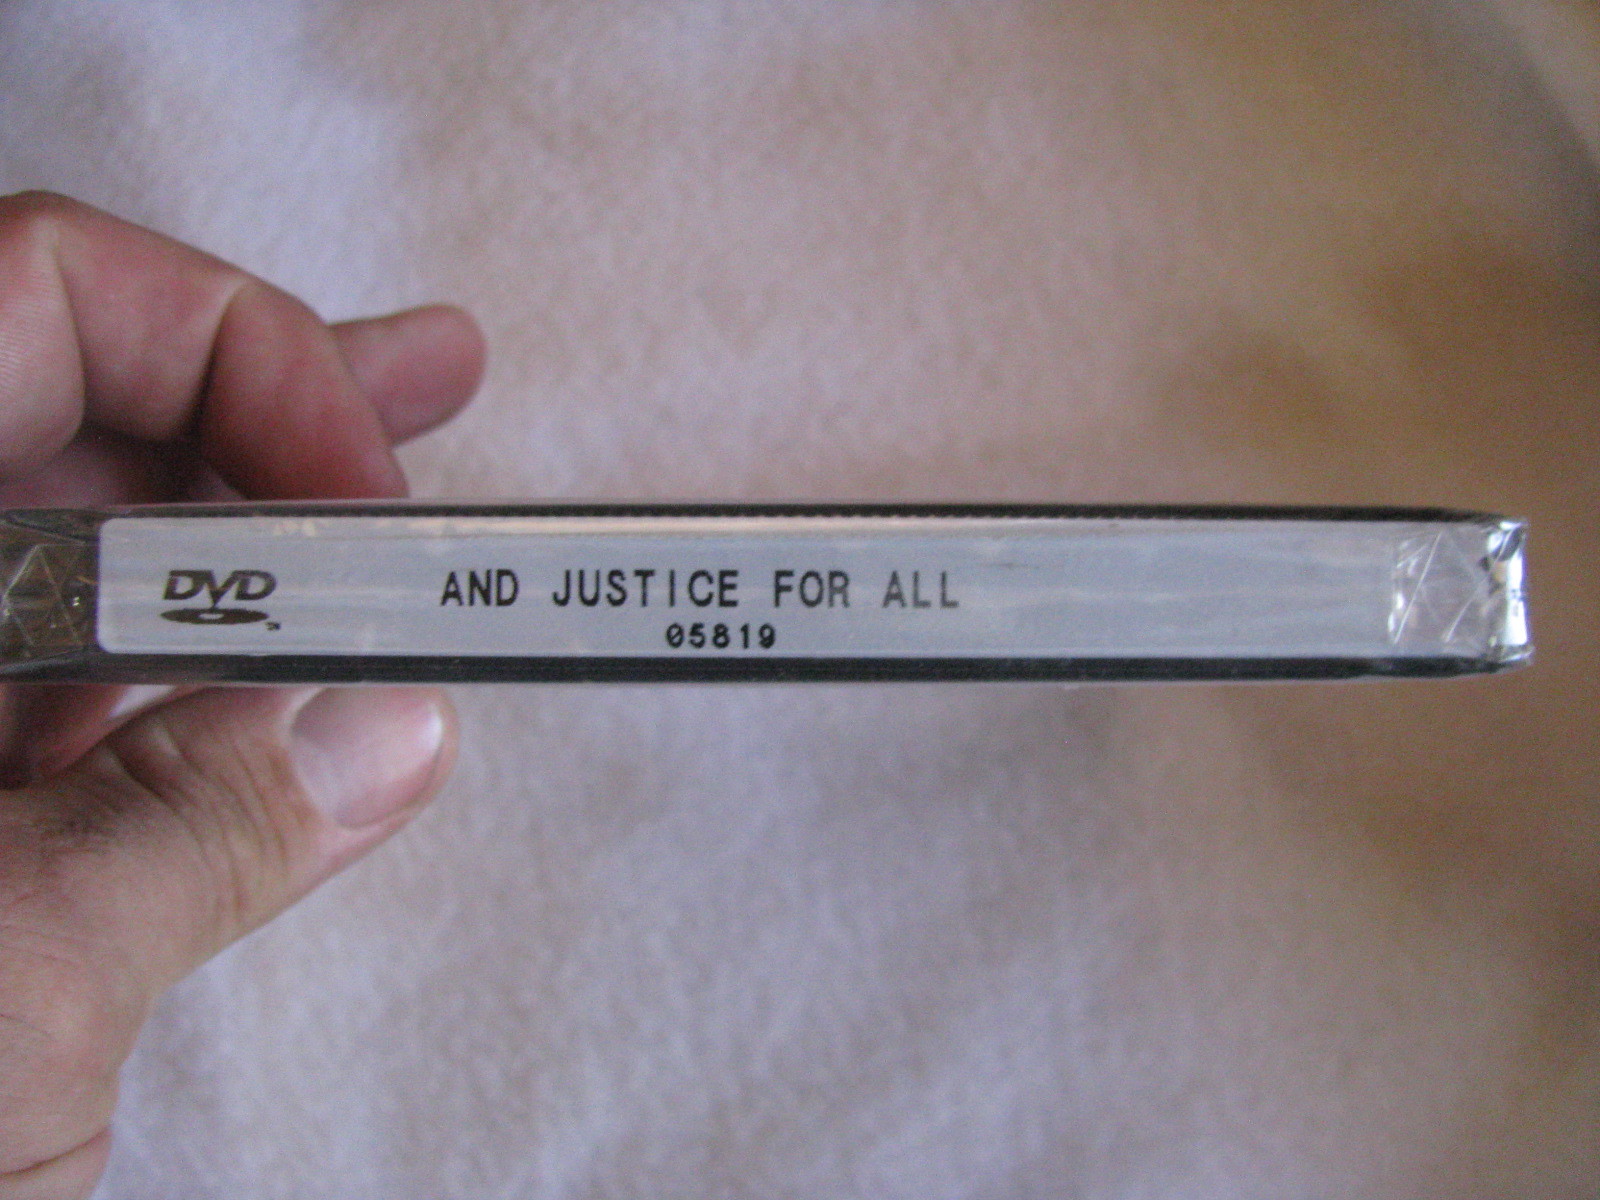 DVD
AND JUSTICE FOR ALL
05819